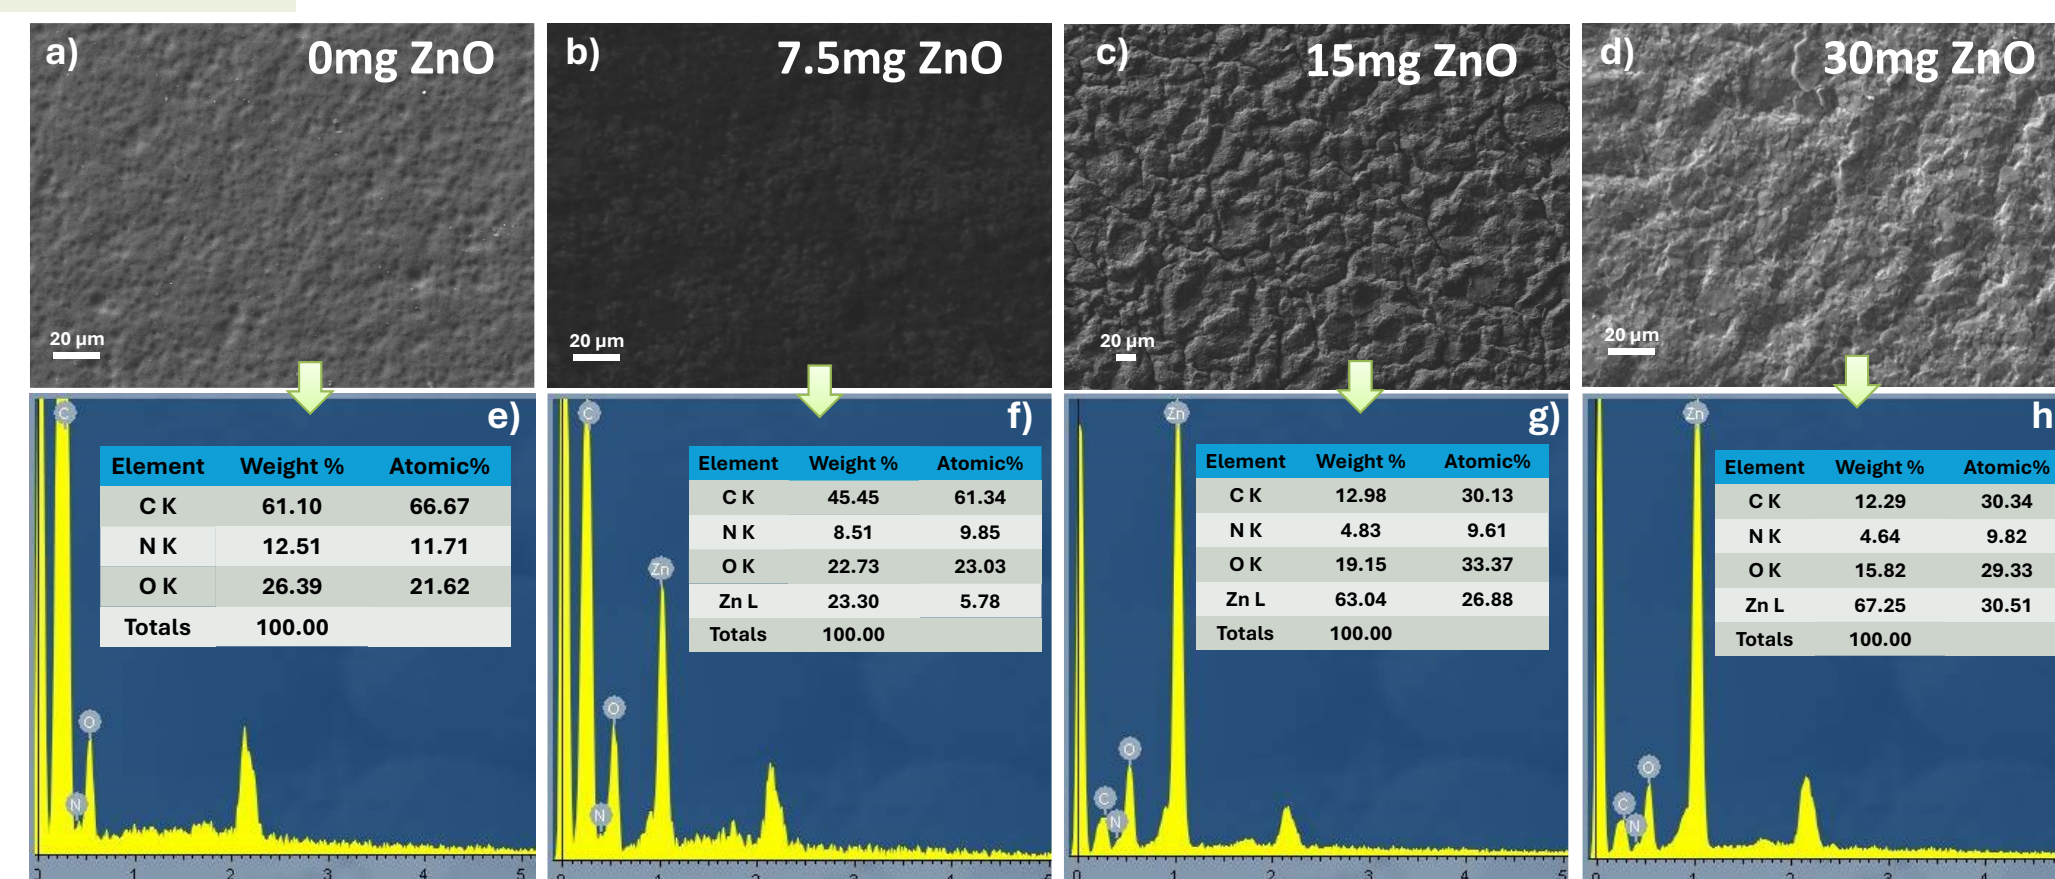 a) 0mg ZnO
20 µm
b) 7.5mg ZnO
20 µm
c) 15mg ZnO
20 µm
d) 30mg ZnO
20 µm
e)
C
O
N
Element Weight % Atomic%
C K 61.10 66.67
N K 12.51 11.71
O K 26.39 21.62
Totals 100.00
1 2 3 4 5
f)
C
Zn
O
N
Element Weight % Atomic%
C K 45.45 61.34
N K 8.51 9.85
O K 22.73 23.03
Zn L 23.30 5.78
Totals 100.00
g)
Zn
O
C
N
Element Weight % Atomic%
C K 12.98 30.13
N K 4.83 9.61
O K 19.15 33.37
Zn L 63.04 26.88
Totals 100.00
0 1 2 3 4 5
h
Zn
O
C
N
Element Weight % Atomic%
C K 12.29 30.34
N K 4.64 9.82
O K 15.82 29.33
Zn L 67.25 30.51
Totals 100.00